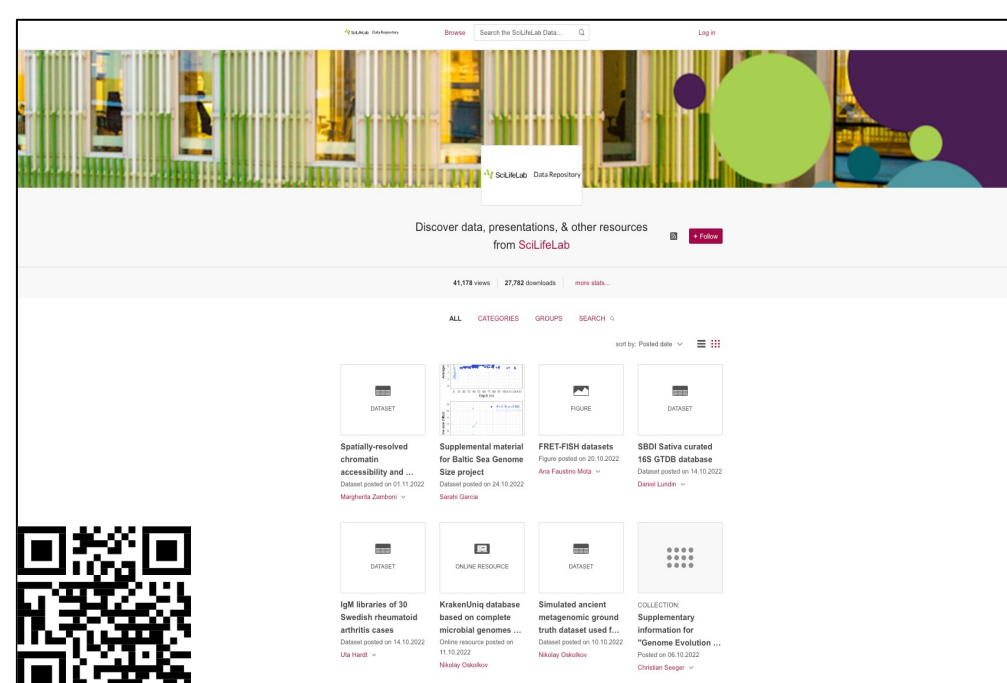 SciLifeLab Data Repository
Browse
Search the SciLifeLab Data...
Log in
SciLifeLab Data Repository
Discover data, presentations, & other resources
from SciLifeLab
+ Follow
41,178 views
27,782 downloads
more stats...
ALL
CATEGORIES
GROUPS
SEARCH
sort by: Posted date
DATASET
Depth (m)
FIGURE
DATASET
Spatially-resolved
chromatin
accessibility and ...
Dataset posted on 01.11.2022
Margherita Zamboni
Supplemental material
for Baltic Sea Genome
Size project
Dataset posted on 24.10.2022
Sarahi Garcia
FRET-FISH datasets
Figure posted on 20.10.2022
Ana Faustino Mota
SBDI Sativa curated
16S GTDB database
Dataset posted on 14.10.2022
Daniel Lundin
DATASET
ONLINE RESOURCE
DATASET
IgM libraries of 30
Swedish rheumatoid
arthritis cases
Dataset posted on 14.10.2022
Uta Hardt
KrakenUniq database
based on complete
microbial genomes ...
Online resource posted on
11.10.2022
Nikolay Oskolkov
Simulated ancient
metagenomic ground
truth dataset used f...
Dataset posted on 10.10.2022
Nikolay Oskolkov
COLLECTION:
Supplementary
information for
"Genome Evolution ...
Posted on 06.10.2022
Christian Seeger